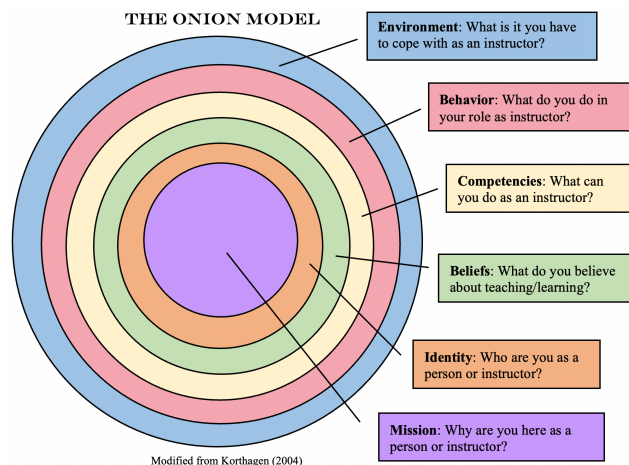 THE ONION MODEL
Environment: What is it you have
to cope with as an instructor?
Behavior: What do you do in
your role as instructor?
Competencies: What can
you do as an instructor?
Beliefs: What do you believe
about teaching/learning?
Identity: Who are you as a
person or instructor?
Mission: Why are you here as a
person or instructor?
Modified from Korthagen (2004)